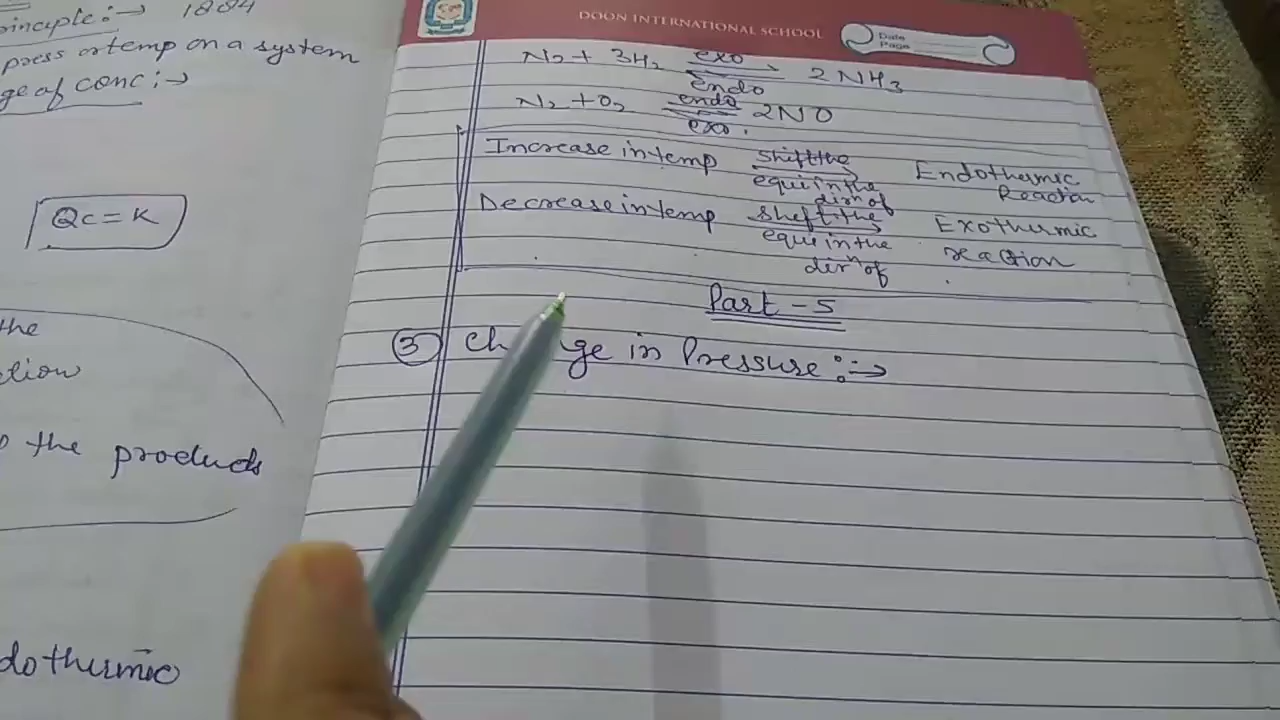 inciple :→ 1884
press or temp on a system
ge of conc :→
Qc = K
the
ction
o the products
dothermic
DOON INTERNATIONAL SCHOOL
Date
Page
N2 + 3H2 exo 2NH3
endo
N2 + O2 endo 2NO
exo.
Increase in temp shift the Endothermic
equi in the Reaction
dirn of
Decrease in temp sheft the Exothermic
equi in the reaction
dirn of
Part - 5
3 Ch ge in Pressure :→